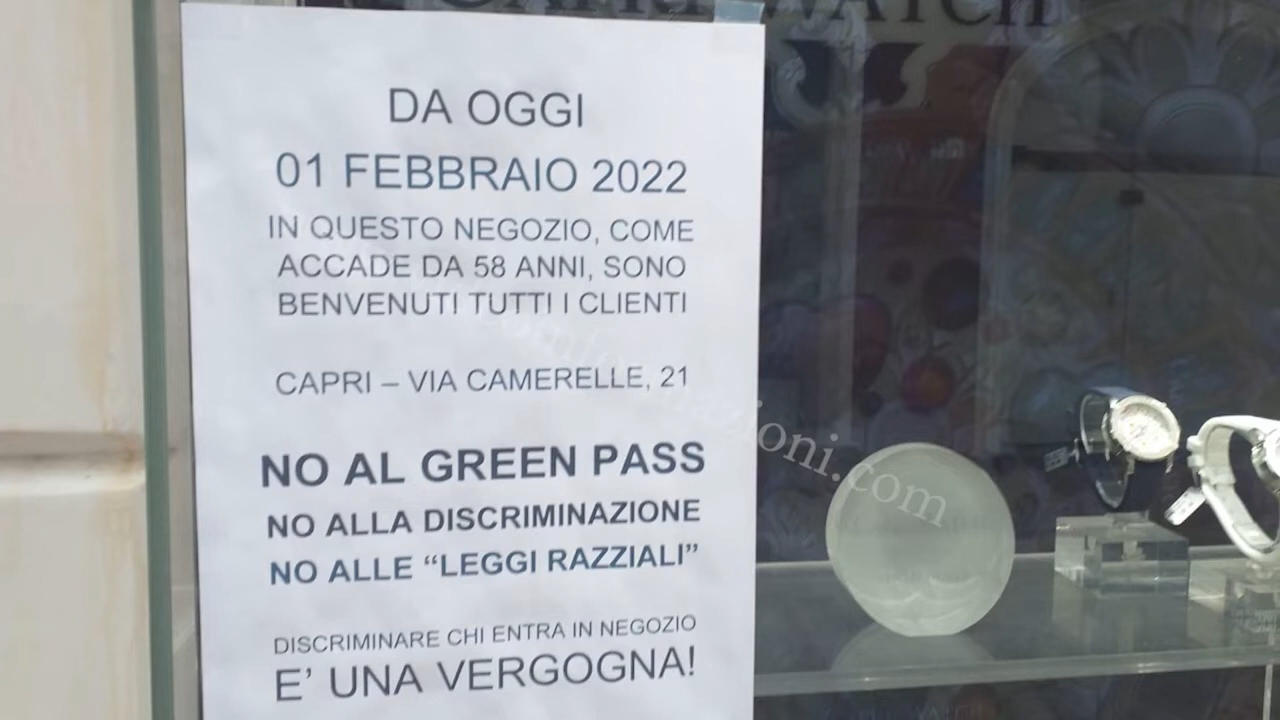 CAPRI WATCH
DA OGGI
01 FEBBRAIO 2022
IN QUESTO NEGOZIO, COME
ACCADE DA 58 ANNI, SONO
BENVENUTI TUTTI I CLIENTI
CAPRI – VIA CAMERELLE, 21
NO AL GREEN PASS
NO ALLA DISCRIMINAZIONE
NO ALLE “LEGGI RAZZIALI”
DISCRIMINARE CHI ENTRA IN NEGOZIO
E’ UNA VERGOGNA!